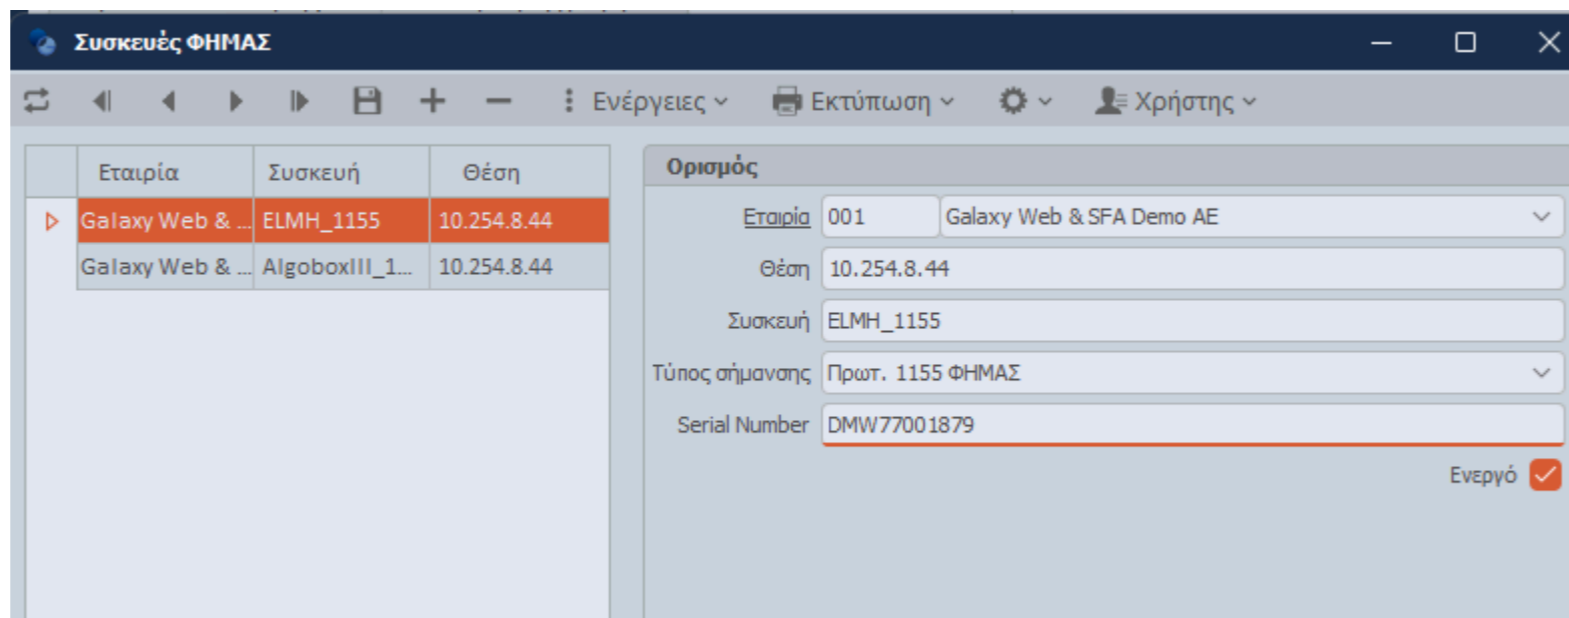 Συσκευές ΦΗΜΑΣ
Ενέργειες Εκτύπωση Χρήστης
Εταιρία Συσκευή Θέση
Galaxy Web & ... ELMH_1155 10.254.8.44
Galaxy Web & ... AlgoboxIII_1... 10.254.8.44
Ορισμός
Εταιρία 001 Galaxy Web & SFA Demo ΑΕ
Θέση 10.254.8.44
Συσκευή ELMH_1155
Τύπος σήμανσης Πρωτ. 1155 ΦΗΜΑΣ
Serial Number DMW77001879
Ενεργό